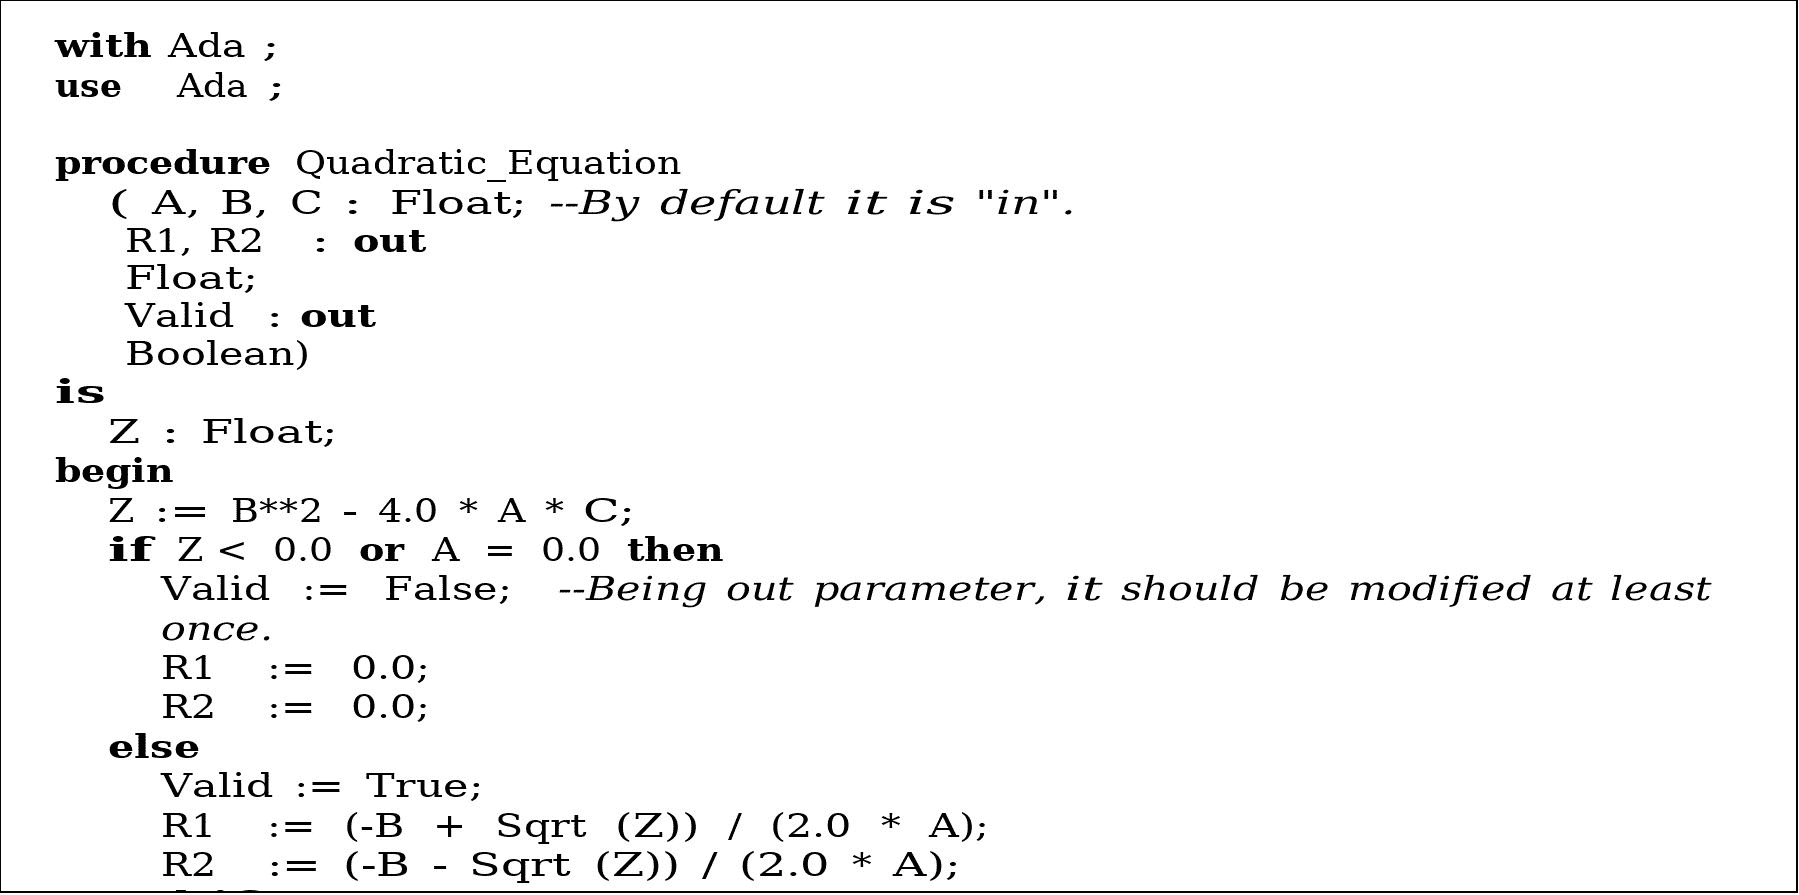 with Ada ;
use Ada ;
procedure Quadratic_Equation
( A, B, C : Float; --By default it is "in".
R1, R2 : out
Float;
Valid : out
Boolean)
is
Z : Float;
begin
Z := B**2 - 4.0 * A * C;
if Z < 0.0 or A = 0.0 then
Valid := False; --Being out parameter, it should be modified at least
once.
R1 := 0.0;
R2 := 0.0;
else
Valid := True;
R1 := (-B + Sqrt (Z)) / (2.0 * A);
R2 := (-B - Sqrt (Z)) / (2.0 * A);